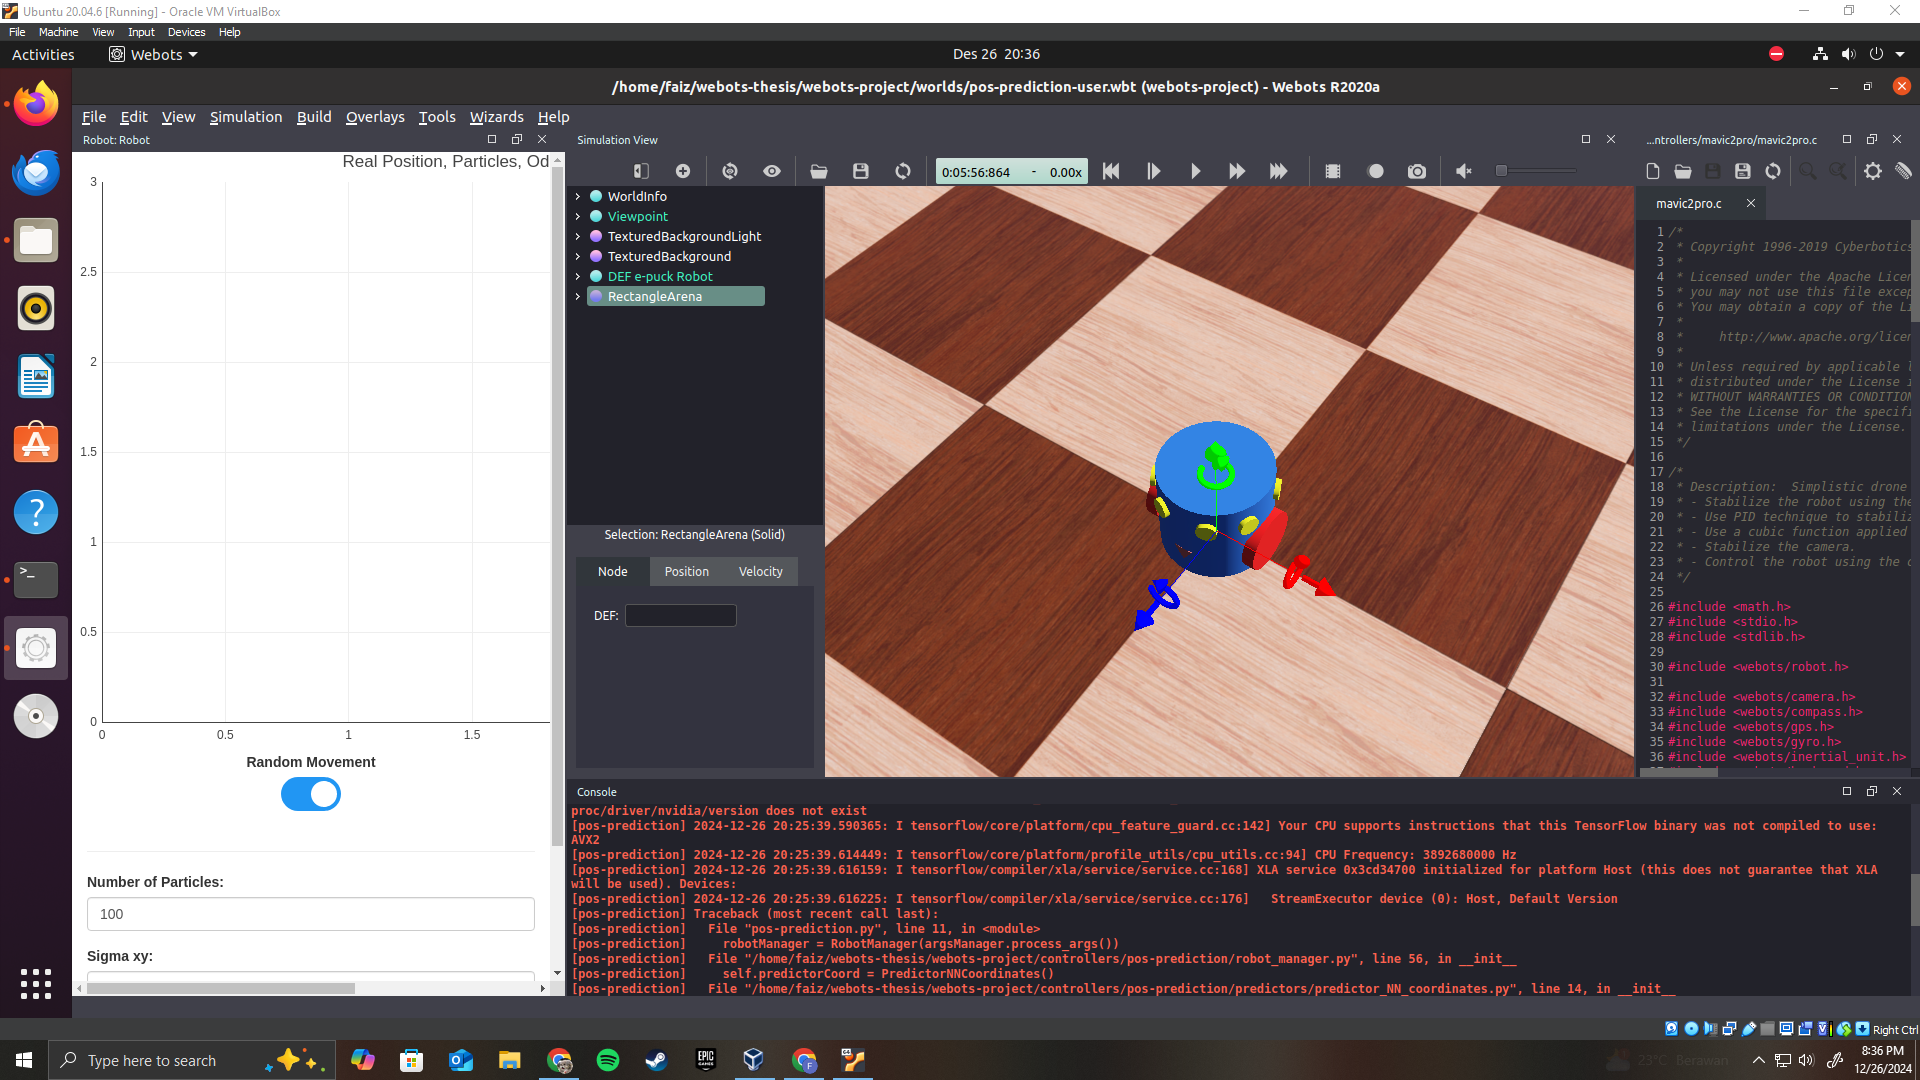 Ubuntu 20.04.6 [Running] - Oracle VM VirtualBox
File Machine View Input Devices Help
Activities Webots Des 26 20:36
/home/faiz/webots-thesis/webots-project/worlds/pos-prediction-user.wbt (webots-project) - Webots R2020a
File Edit View Simulation Build Overlays Tools Wizards Help
Robot: Robot
Real Position, Particles, Od
3
2.5
2
1.5
1
0.5
0
0 0.5 1 1.5
Random Movement
Number of Particles:
100
Sigma xy:
Simulation View
0:05:56:864 - 0.00x
WorldInfo
Viewpoint
TexturedBackgroundLight
TexturedBackground
DEF e-puck Robot
RectangleArena
Selection: RectangleArena (Solid)
Node Position Velocity
DEF:
...ntrollers/mavic2pro/mavic2pro.c
mavic2pro.c
1 /*
2 * Copyright 1996-2019 Cyberbotics
3 *
4 * Licensed under the Apache Licen
5 * you may not use this file excep
6 * You may obtain a copy of the Li
7 *
8 * http://www.apache.org/licen
9 *
10 * Unless required by applicable l
11 * distributed under the License i
12 * WITHOUT WARRANTIES OR CONDITION
13 * See the License for the specifi
14 * limitations under the License.
15 */
16
17 /*
18 * Description: Simplistic drone
19 * - Stabilize the robot using the
20 * - Use PID technique to stabiliz
21 * - Use a cubic function applied
22 * - Stabilize the camera.
23 * - Control the robot using the c
24 */
25
26 #include <math.h>
27 #include <stdio.h>
28 #include <stdlib.h>
29
30 #include <webots/robot.h>
31
32 #include <webots/camera.h>
33 #include <webots/compass.h>
34 #include <webots/gps.h>
35 #include <webots/gyro.h>
36 #include <webots/inertial_unit.h>
Console
proc/driver/nvidia/version does not exist
[pos-prediction] 2024-12-26 20:25:39.590365: I tensorflow/core/platform/cpu_feature_guard.cc:142] Your CPU supports instructions that this TensorFlow binary was not compiled to use:
AVX2
[pos-prediction] 2024-12-26 20:25:39.614449: I tensorflow/core/platform/profile_utils/cpu_utils.cc:94] CPU Frequency: 3892680000 Hz
[pos-prediction] 2024-12-26 20:25:39.616159: I tensorflow/compiler/xla/service/service.cc:168] XLA service 0x3cd34700 initialized for platform Host (this does not guarantee that XLA
will be used). Devices:
[pos-prediction] 2024-12-26 20:25:39.616225: I tensorflow/compiler/xla/service/service.cc:176] StreamExecutor device (0): Host, Default Version
[pos-prediction] Traceback (most recent call last):
[pos-prediction] File "pos-prediction.py", line 11, in <module>
[pos-prediction] robotManager = RobotManager(argsManager.process_args())
[pos-prediction] File "/home/faiz/webots-thesis/webots-project/controllers/pos-prediction/robot_manager.py", line 56, in __init__
[pos-prediction] self.predictorCoord = PredictorNNCoordinates()
[pos-prediction] File "/home/faiz/webots-thesis/webots-project/controllers/pos-prediction/predictors/predictor_NN_coordinates.py", line 14, in __init__
Right Ctrl
Type here to search
23°C Berawan
8:36 PM
12/26/2024